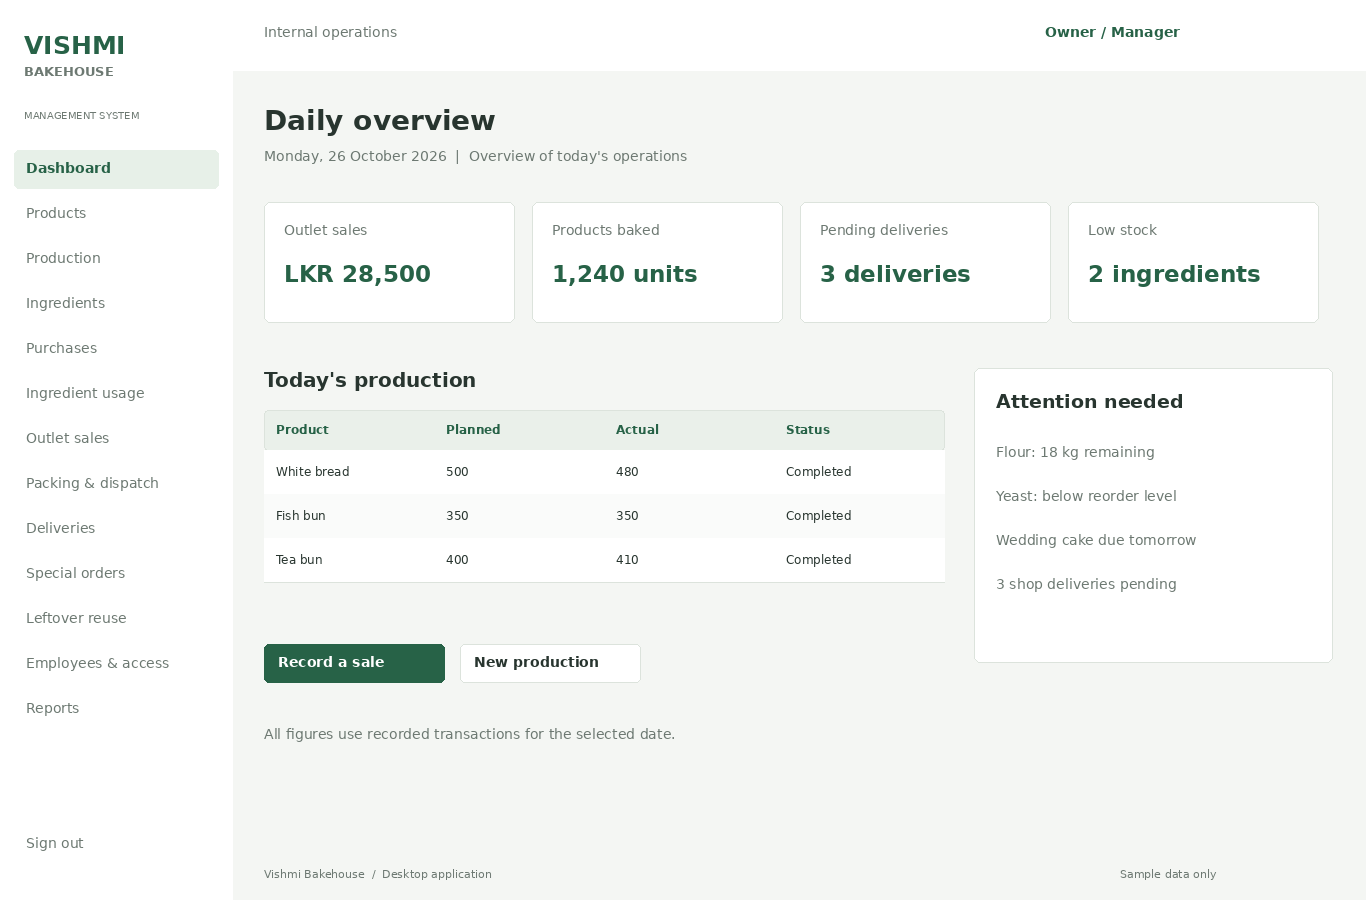 VISHMI
BAKEHOUSE
MANAGEMENT SYSTEM
Dashboard
Products
Production
Ingredients
Purchases
Ingredient usage
Outlet sales
Packing & dispatch
Deliveries
Special orders
Leftover reuse
Employees & access
Reports
Sign out
Internal operations
Owner / Manager
Daily overview
Monday, 26 October 2026 | Overview of today's operations
Outlet sales
LKR 28,500
Products baked
1,240 units
Pending deliveries
3 deliveries
Low stock
2 ingredients
Today's production
Product Planned Actual Status
White bread 500 480 Completed
Fish bun 350 350 Completed
Tea bun 400 410 Completed
Attention needed
Flour: 18 kg remaining
Yeast: below reorder level
Wedding cake due tomorrow
3 shop deliveries pending
Record a sale
New production
All figures use recorded transactions for the selected date.
Vishmi Bakehouse / Desktop application
Sample data only